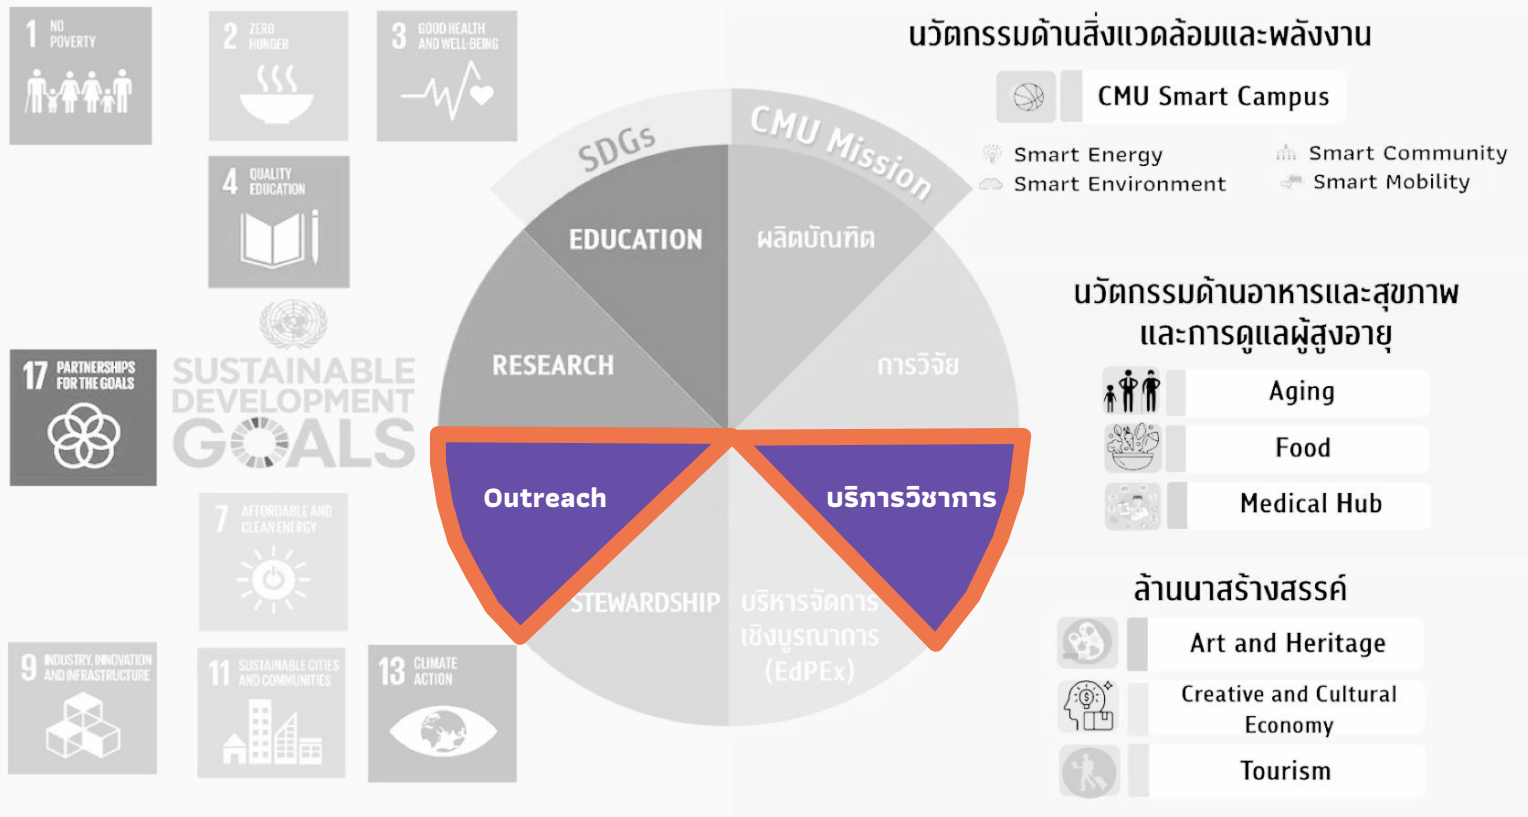 1 NO
POVERTY
2 ZERO
HUNGER
3 GOOD HEALTH
AND WELL-BEING
4 QUALITY
EDUCATION
17 PARTNERSHIPS
FOR THE GOALS
SUSTAINABLE
DEVELOPMENT
GOALS
7 AFFORDABLE AND
CLEAN ENERGY
9 INDUSTRY, INNOVATION
AND INFRASTRUCTURE
11 SUSTAINABLE CITIES
AND COMMUNITIES
13 CLIMATE
ACTION
SDGs
CMU Mission
EDUCATION
ผลิตบัณฑิต
RESEARCH
การวิจัย
Outreach
บริการวิชาการ
STEWARDSHIP
บริหารจัดการ
เชิงบูรณาการ
(EdPEx)
นวัตกรรมด้านสิ่งแวดล้อมและพลังงาน
CMU Smart Campus
Smart Energy
Smart Community
Smart Environment
Smart Mobility
นวัตกรรมด้านอาหารและสุขภาพ
และการดูแลผู้สูงอายุ
Aging
Food
Medical Hub
ล้านนาสร้างสรรค์
Art and Heritage
Creative and Cultural
Economy
Tourism